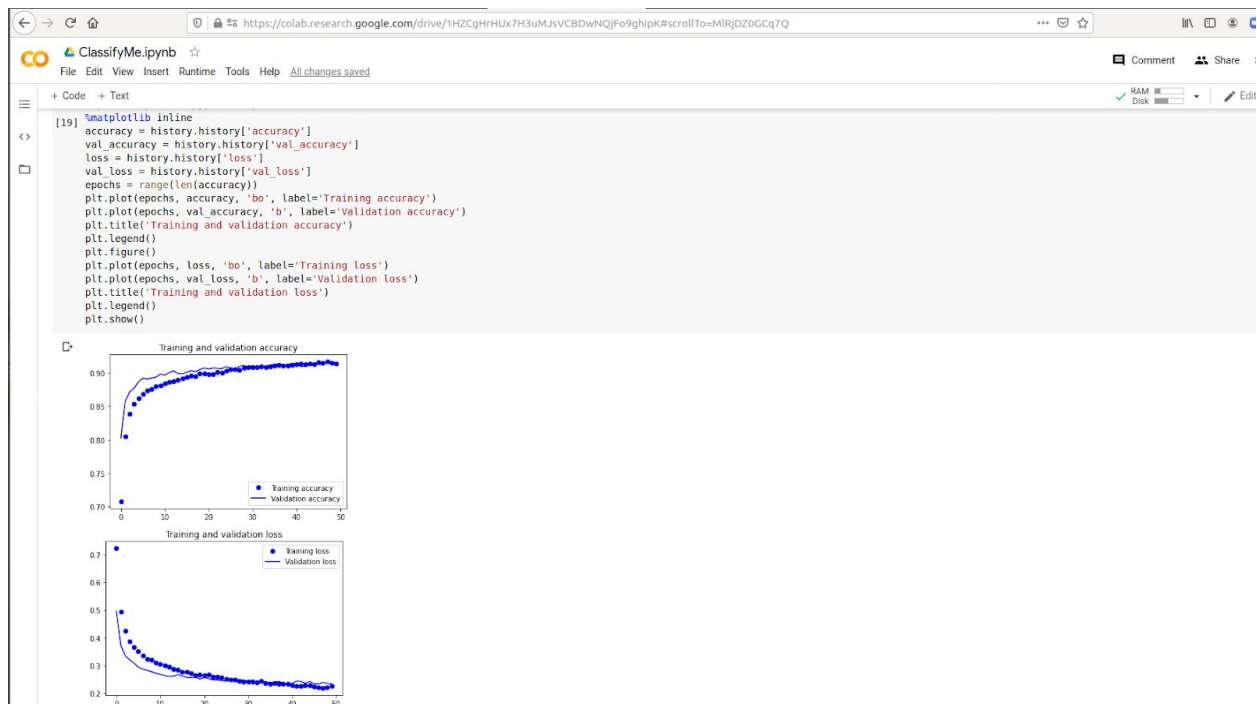 https://colab.research.google.com/drive/1HZCgHrHUx7H3uMJsVCBDwNQjFo9ghipK#scrollTo=MlRjDZ0GCq7Q
CO
ClassifyMe.ipynb
File Edit View Insert Runtime Tools Help All changes saved
Comment Share
+ Code + Text
RAM
Disk
Edit
[19] %matplotlib inline
accuracy = history.history['accuracy']
val_accuracy = history.history['val_accuracy']
loss = history.history['loss']
val_loss = history.history['val_loss']
epochs = range(len(accuracy))
plt.plot(epochs, accuracy, 'bo', label='Training accuracy')
plt.plot(epochs, val_accuracy, 'b', label='Validation accuracy')
plt.title('Training and validation accuracy')
plt.legend()
plt.figure()
plt.plot(epochs, loss, 'bo', label='Training loss')
plt.plot(epochs, val_loss, 'b', label='Validation loss')
plt.title('Training and validation loss')
plt.legend()
plt.show()
Training and validation accuracy
0.90
0.85
0.80
0.75
0.70
Training accuracy
Validation accuracy
0 10 20 30 40 50
Training and validation loss
Training loss
Validation loss
0.7
0.6
0.5
0.4
0.3
0.2
0 10 20 30 40 50